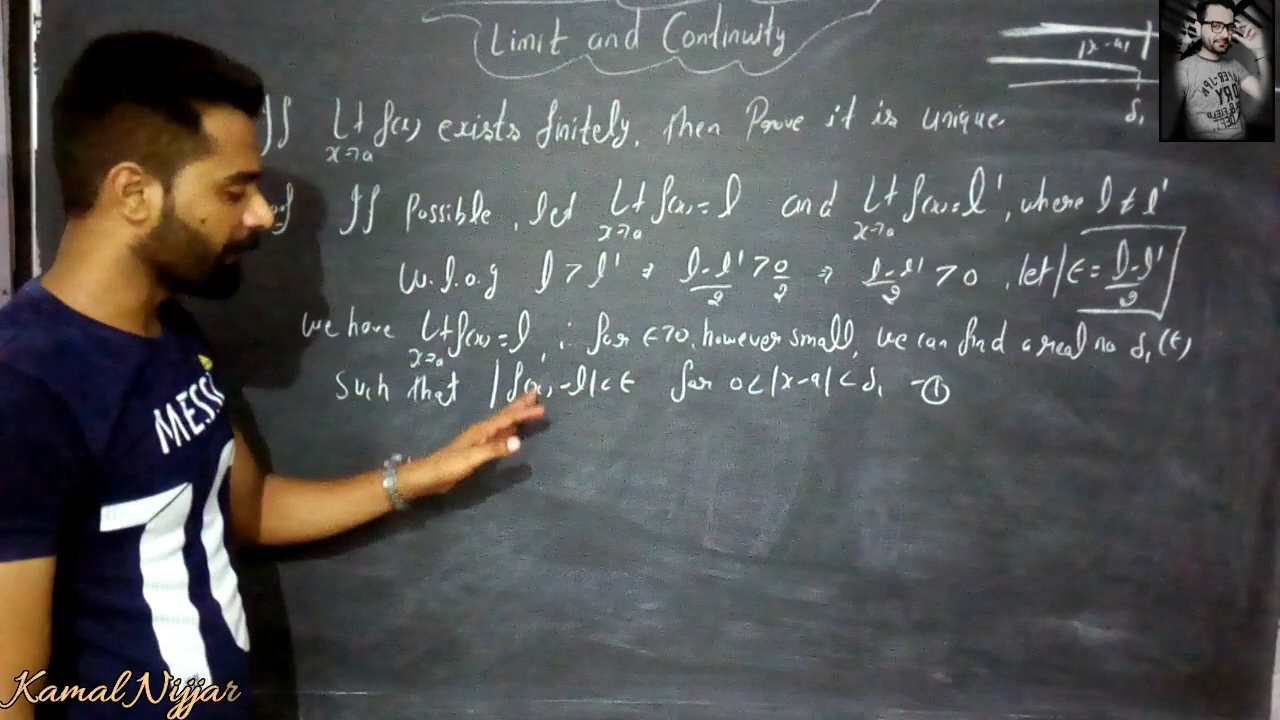 Limit and Continuity
|x-a|
δ₁
If Lt x→a f(x) exists finitely, then Prove it is unique.
If Possible, let Lt x→a f(x) = l and Lt x→a f(x) = l', where l ≠ l'
w.l.o.g l > l' ⇒ (l-l')/2 > 0/2 ⇒ (l-l')/2 > 0, let ε = (l-l')/2
we have Lt x→a f(x) = l, ∴ for ε>0, however small, we can find a real no δ₁(ε)
Such that |f(x)-l| < ε for 0<|x-a|<δ₁ -①
MESSI
10
Kamal Nijjar